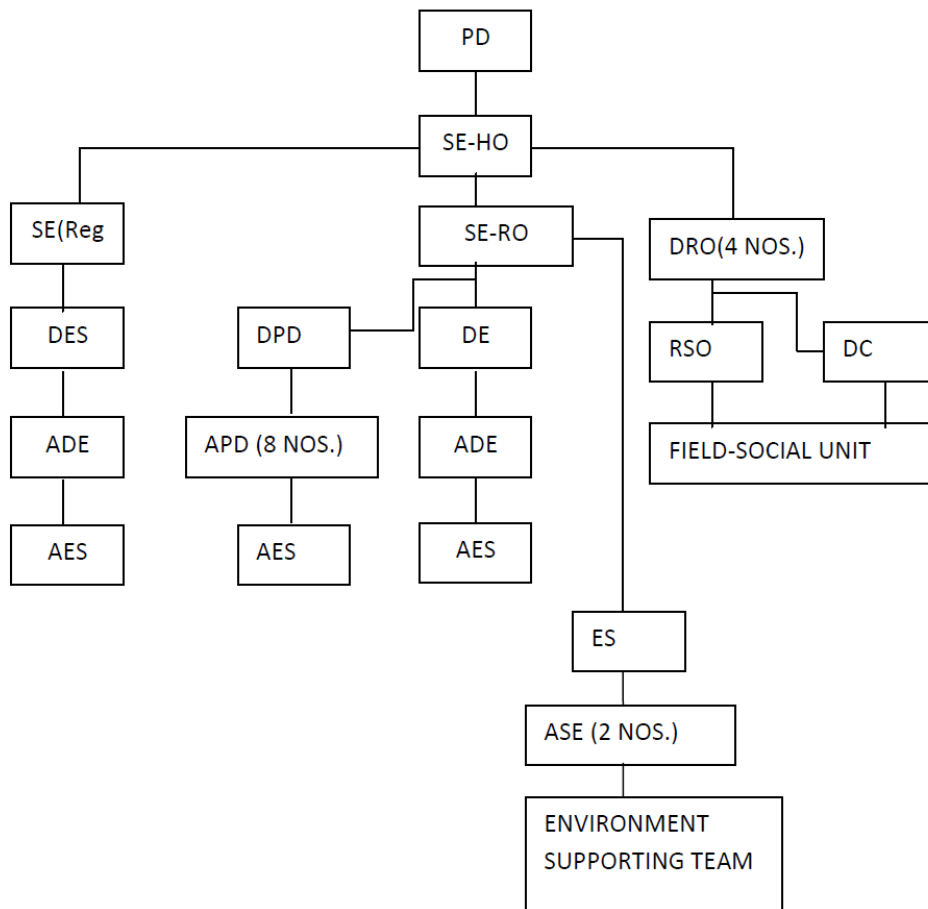 PD
SE-HO
SE(Reg
SE-RO
DRO(4 NOS.)
DES
DPD
DE
RSO
DC
ADE
APD (8 NOS.)
ADE
FIELD-SOCIAL UNIT
AES
AES
AES
ES
ASE (2 NOS.)
ENVIRONMENT
SUPPORTING TEAM